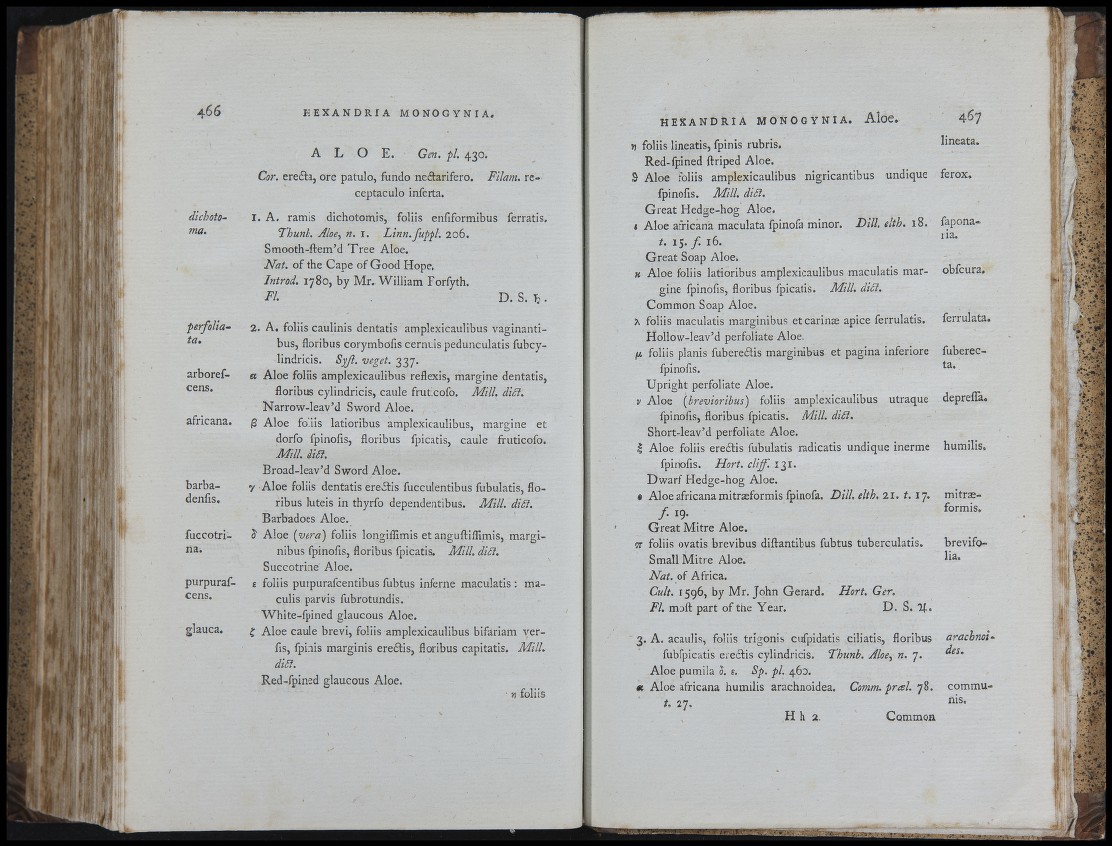 466
HEXANDRIA MONOGYNIA.
A L O E. Gen. pl. 430.
Cor. erecta, ore patulo, fundo nectarifero. Filam. re-
ceptaculo inserta.
dichoto-
ma.
1. A. ramis dichotomis, foliis ensiformibus serratis.
Thunb. Aloe, n. 1. Linn. suppl. 206.
Smooth-stem'd Tree Aloe.
Nat. of the Cape of Good Hope.
Introd. 1780, by Mr. William Forsyth.
Fl. D. S. ♄.
perfolia-
ta.
2. A. foliis caulinis dentatis amplexicaulibus vaginanti-
bus, floribus corymbosis cernuis pedunculatis subcy-
lindricis. Syst. veget. 337.
arbores-
cens.
α Aloe foliis amplexicaulibus reflexis, margine dentatis,
floribus cylindricis, caule fruticoso. Mill. dict.
Narrow-leav'd Sword Aloe.
africana.
β Aloe foliis latioribus amplexicaulibus, margine et
dorso spinosis, floribus spicatis, caule fruticoso.
Mill. dict.
Broad-leav'd Sword Aloe.
barba-
densis.
γ Aloe foliis dentatis erectis succulentibus subulatis, flo-
ribus luteis in thyrso dependentibus. Mill. dict.
Barbadoes Aloe.
succotri-
na.
δ Aloe (vera) foliis longissimis et angustissimis, margi-
nibus spinosis, floribus spicatis. Mill. dict.
Succotrine Aloe.
purpuras-
cens.
ε foliis purpurascentibus subtus inferne maculatis: ma-
culis parvis subrotundis.
White-spined glaucous Aloe.
glauca.
ζ Aloe caule brevi, foliis amplexicaulibus bifariam ver-
sis, spinis marginis erectis, floribus capitatis. Mill.
dict.
Red-spined glaucous Aloe.
η foliis
HEXANDRIA MONOGYNIA. Aloe.
467
η foliis lineatis, spinis rubris.
lineata.
Red-spined striped Aloe.
ϑ Aloe foliis amplexicaulibus nigricantibus undique
ferox.
spinosis. Mill. dict.
Great Hedge-hog Aloe.
ι Aloe africana maculata spinosa minor. Dill. elth. 18.
sapona-
ria.
t. 15. f. 16.
Great Soap Aloe.
κ Aloe foliis latioribus amplexicaulibus maculatis mar-
obscura.
gine spinosis, floribus spicatis. Mill. dict.
Common Soap Aloe.
λ foliis maculatis marginibus et carinæ apice serrulatis.
serrulata.
Hollow-leav'd perfoliate Aloe.
μ foliis planis suberectis marginibus et pagina inferiore
suberec-
ta.
spinosis.
Upright perfoliate Aloe.
ν Aloe (brevioribus) foliis amplexicaulibus utraque
depressa.
spinosis, floribus spicatis. Mill. dict.
Short-leav'd perfoliate Aloe.
ξ Aloe foliis erectis subulatis radicatis undique inerme
humilis.
spinosis. Hort. cliff. 131.
Dwarf Hedge-hog Aloe.
ο Aloe africana mitræformis spinosa. Dill. elth. 21. t. 17.
mitræ-
formis.
f. 19.
Great Mitre Aloe.
π foliis ovatis brevibus distantibus subtus tuberculatis.
brevifo-
lia.
Small Mitre Aloe.
Nat. of Africa.
Cult. 1596, by Mr. John Gerard. Hort. Ger.
Fl. most part of the Year. D. S. ♃.
3. A. acaulis, foliis trigonis cuspidatis ciliatis, floribus
arachnoi-
des.
subspicatis erectis cylindricis. Thunb. Aloe, n. 7.
Aloe pumila δ. ε. Sp. pl. 460.
α Aloe africana humilis arachnoidea. Comm. præl. 78.
commu-
nis.
t. 27.
H h 2
Common